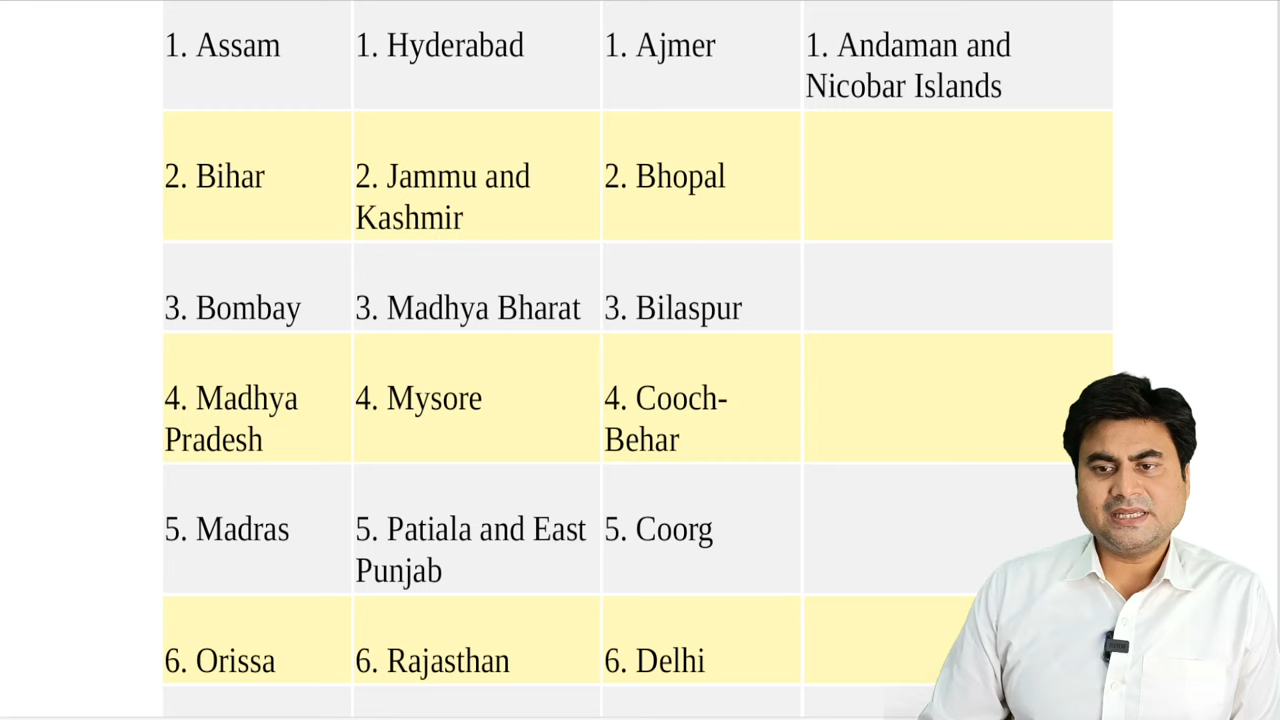 1. Assam
1. Hyderabad
1. Ajmer
1. Andaman and
Nicobar Islands
2. Bihar
2. Jammu and
Kashmir
2. Bhopal
3. Bombay
3. Madhya Bharat
3. Bilaspur
4. Madhya
Pradesh
4. Mysore
4. Cooch-
Behar
5. Madras
5. Patiala and East
Punjab
5. Coorg
6. Orissa
6. Rajasthan
6. Delhi